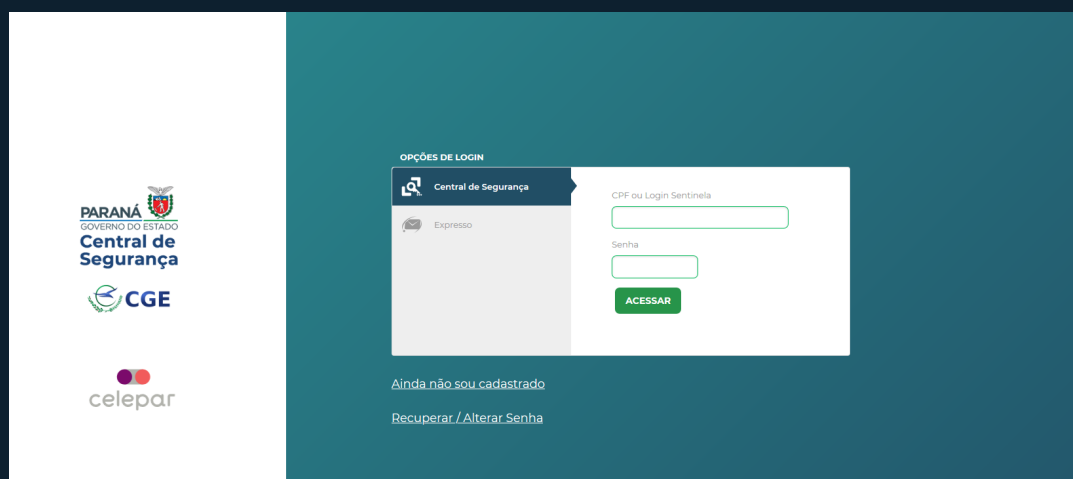 PARANÁ
GOVERNO DO ESTADO
Central de
Segurança
CGE
celepar
OPÇÕES DE LOGIN
Central de Segurança
Expresso
CPF ou Login Sentinela
Senha
ACESSAR
Ainda não sou cadastrado
Recuperar / Alterar Senha